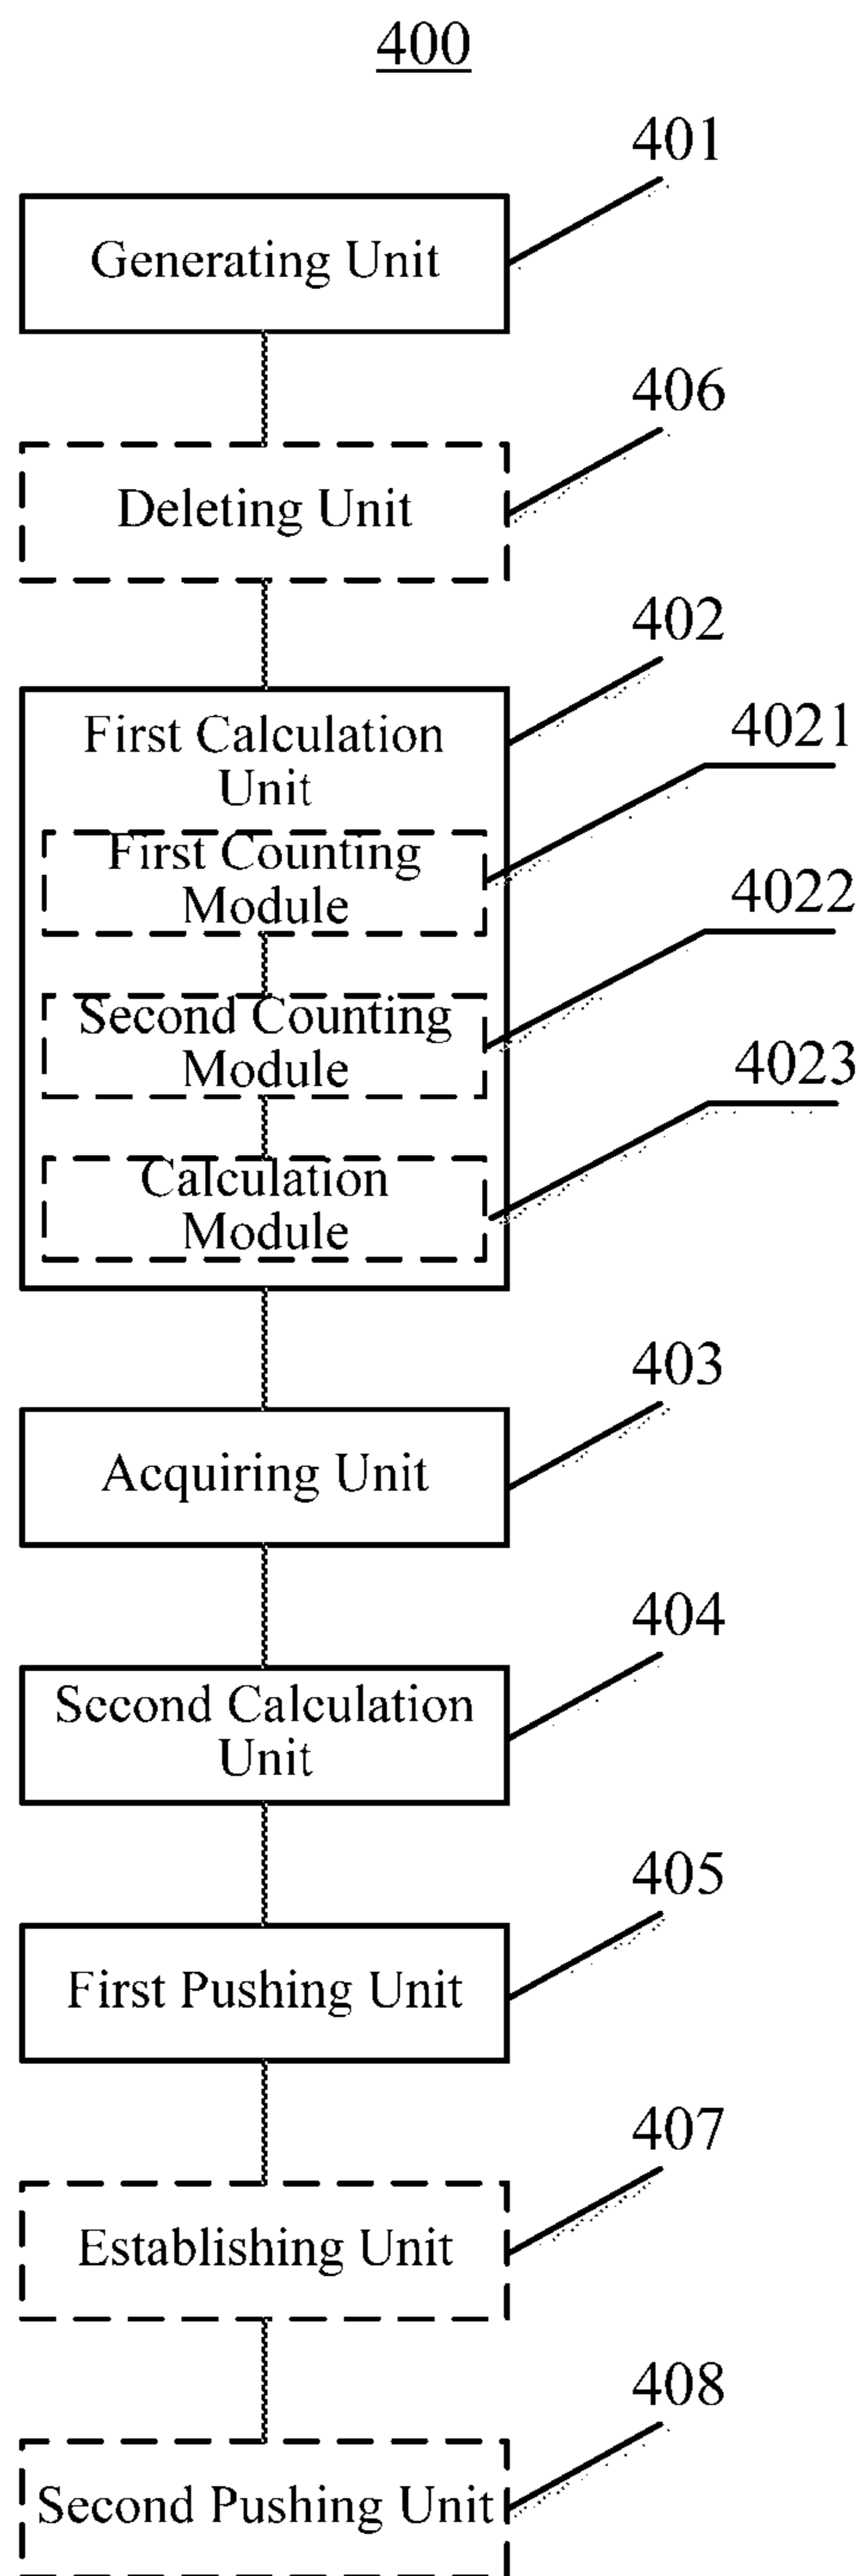 400
401
Generating Unit
406
Deleting Unit
402
First Calculation
Unit
4021
First Counting
Module
4022
Second Counting
Module
4023
Calculation
Module
403
Acquiring Unit
404
Second Calculation
Unit
405
First Pushing Unit
407
Establishing Unit
408
Second Pushing Unit